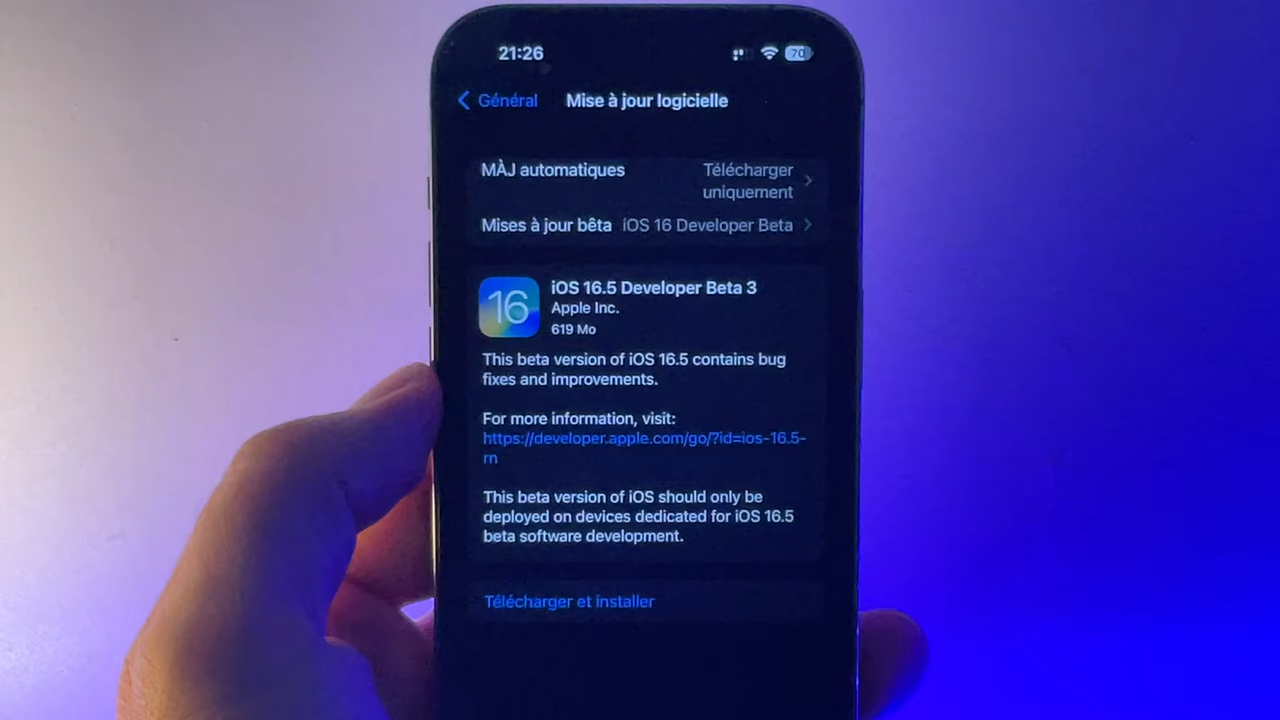 21:26
70
Général
Mise à jour logicielle
MÀJ automatiques
Télécharger
uniquement
Mises à jour bêta
iOS 16 Developer Beta
16
iOS 16.5 Developer Beta 3
Apple Inc.
619 Mo
This beta version of iOS 16.5 contains bug
fixes and improvements.
For more information, visit:
https://developer.apple.com/go/?id=ios-16.5-
rn
This beta version of iOS should only be
deployed on devices dedicated for iOS 16.5
beta software development.
Télécharger et installer